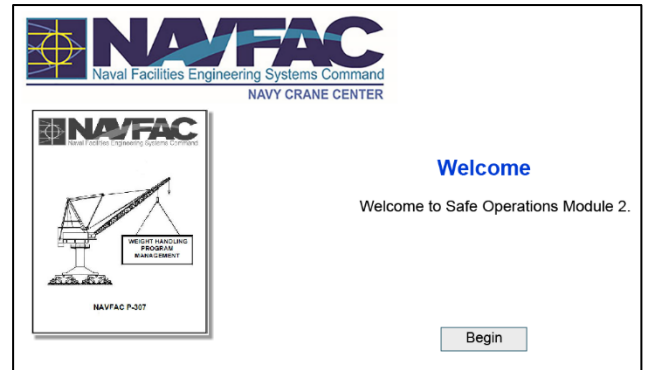 NAVFAC
Naval Facilities Engineering Systems Command
NAVY CRANE CENTER
NAVFAC
Naval Facilities Engineering Systems Command
WEIGHT HANDLING
PROGRAM
MANAGEMENT
NAVFAC P-307
Welcome
Welcome to Safe Operations Module 2.
Begin